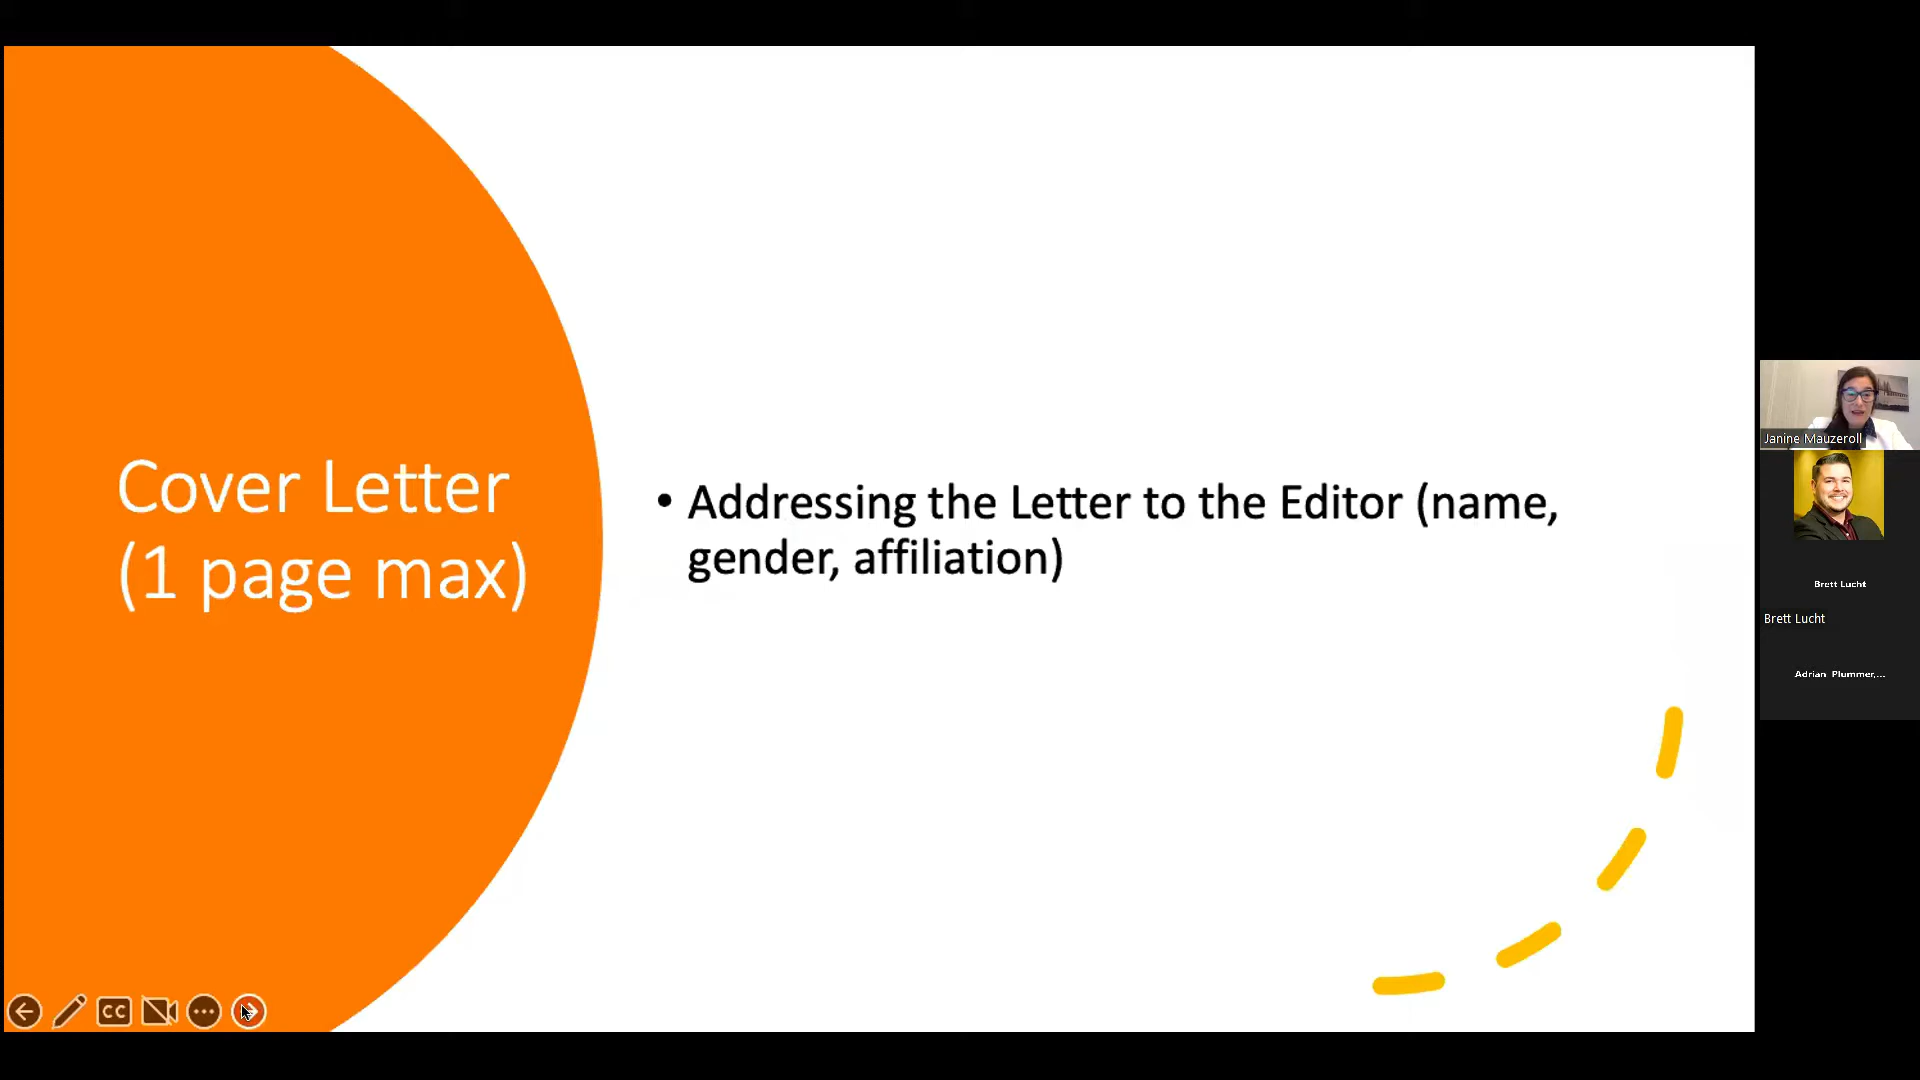 Cover Letter
(1 page max)
• Addressing the Letter to the Editor (name,
gender, affiliation)
CC
Janine Mauzeroll
Brett Lucht
Brett Lucht
Adrian Plummer,...